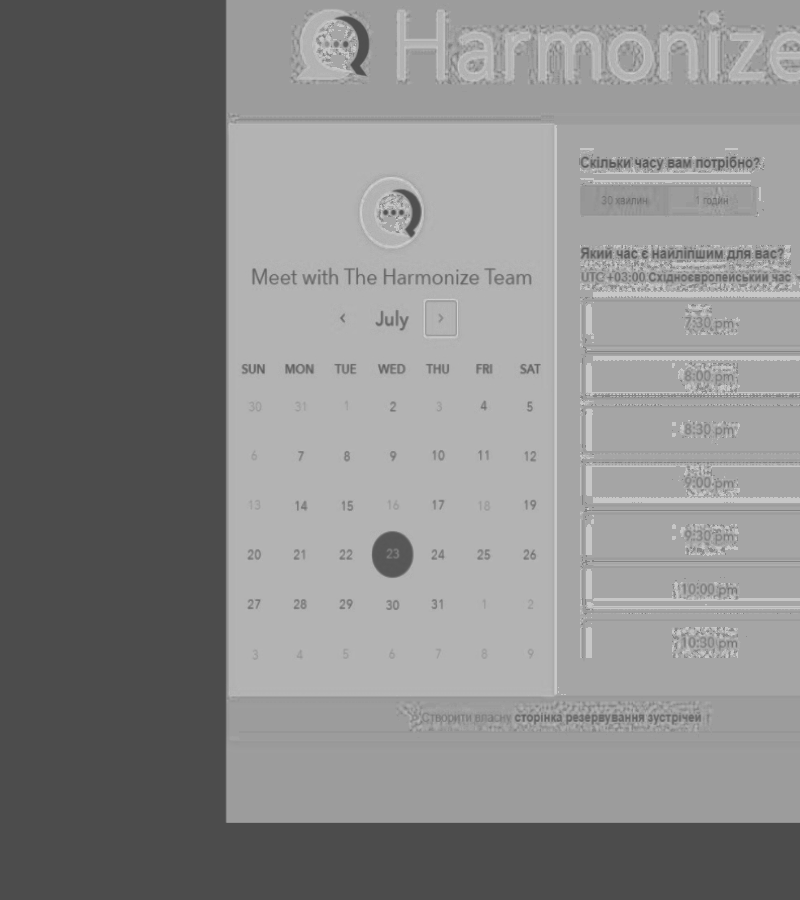 Harmonize
Meet with The Harmonize Team
‹ July ›
SUN MON TUE WED THU FRI SAT
30 31 1 2 3 4 5
6 7 8 9 10 11 12
13 14 15 16 17 18 19
20 21 22 23 24 25 26
27 28 29 30 31 1 2
3 4 5 6 7 8 9
Скільки часу вам потрібно?
30 хвилин 1 годин
Який час є найліпшим для вас?
UTC +03:00 Східноєвропейський час
7:30 pm
8:00 pm
8:30 pm
9:00 pm
9:30 pm
10:00 pm
10:30 pm
Створити власну сторінка резервування зустрічей